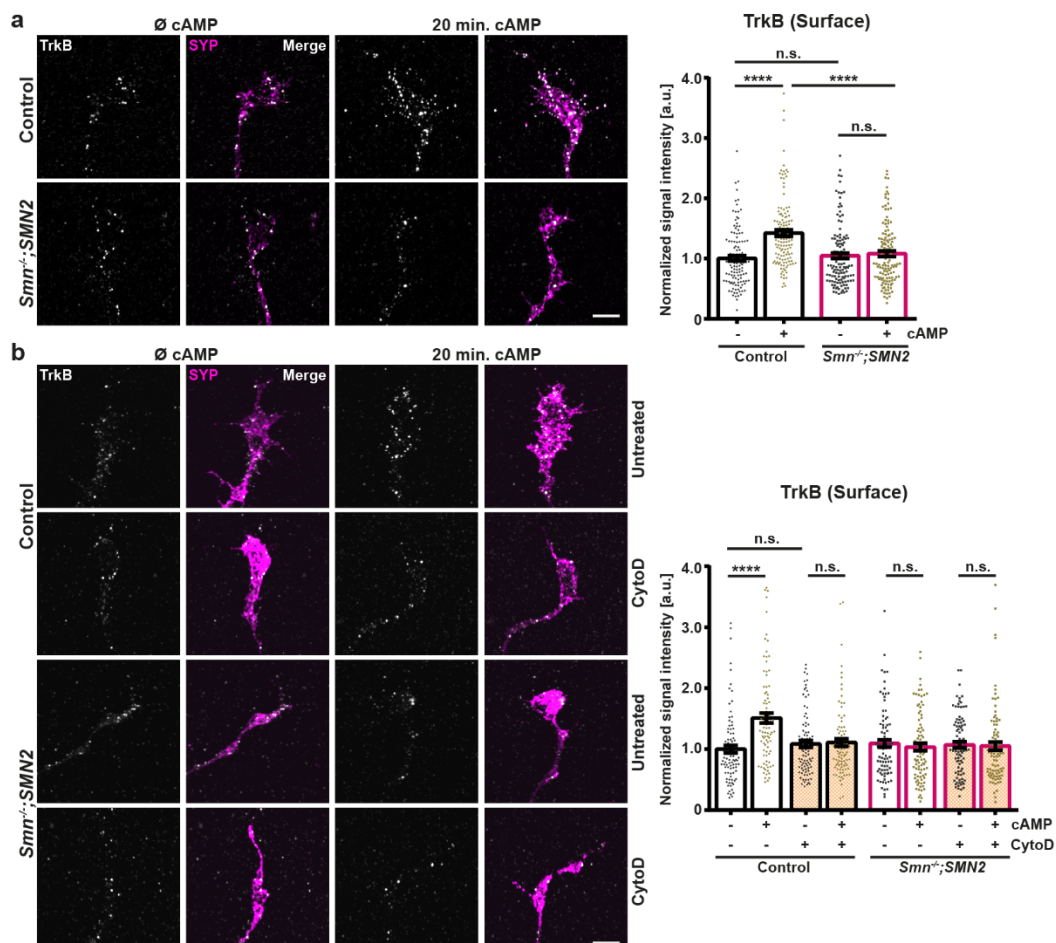 a
Ø cAMP
20 min. cAMP
TrkB
SYP
Merge
Control
Smn-/-;SMN2
TrkB (Surface)
n.s.
****
****
n.s.
Normalized signal intensity [a.u.]
4.0
3.0
2.0
1.0
0.0
- + - + cAMP
Control Smn-/-;SMN2
b
Ø cAMP
20 min. cAMP
TrkB
SYP
Merge
Control
Smn-/-;SMN2
Untreated
CytoD
Untreated
CytoD
TrkB (Surface)
n.s.
**** n.s. n.s. n.s.
Normalized signal intensity [a.u.]
4.0
3.0
2.0
1.0
0.0
- + - + - + - + cAMP
- - + + - - + + CytoD
Control Smn-/-;SMN2